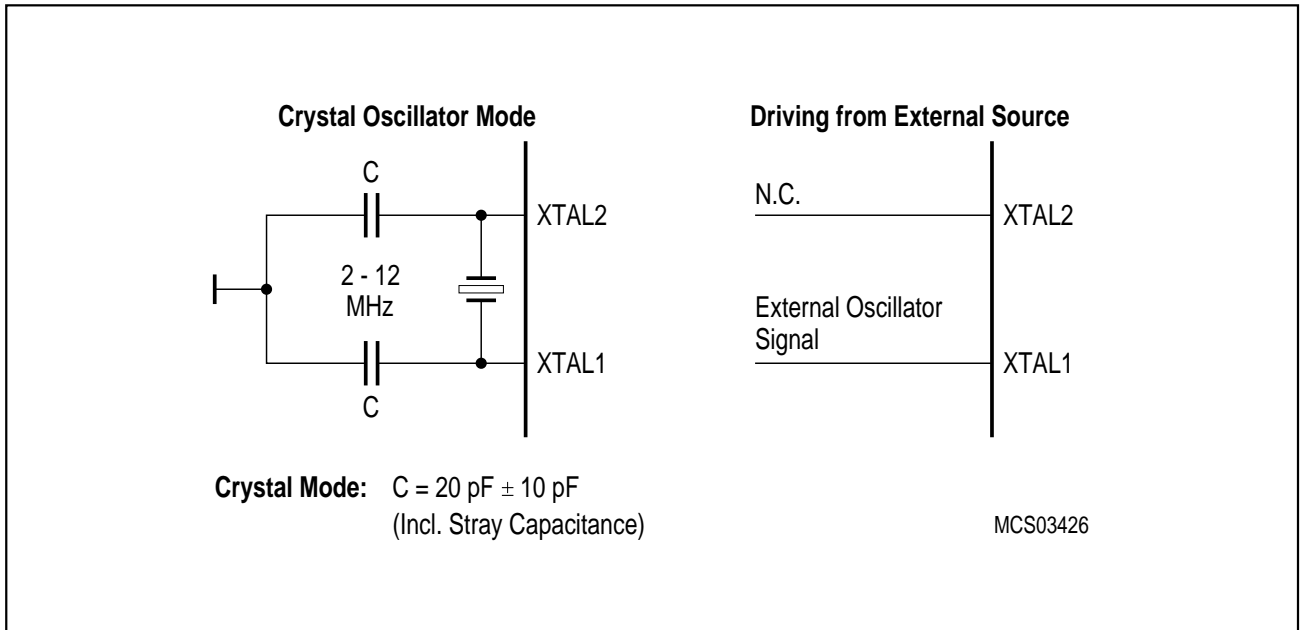 Crystal Oscillator Mode
C
XTAL2
2 - 12
MHz
XTAL1
C
Crystal Mode: C = 20 pF ± 10 pF
(Incl. Stray Capacitance)
Driving from External Source
N.C.
XTAL2
External Oscillator
Signal
XTAL1
MCS03426